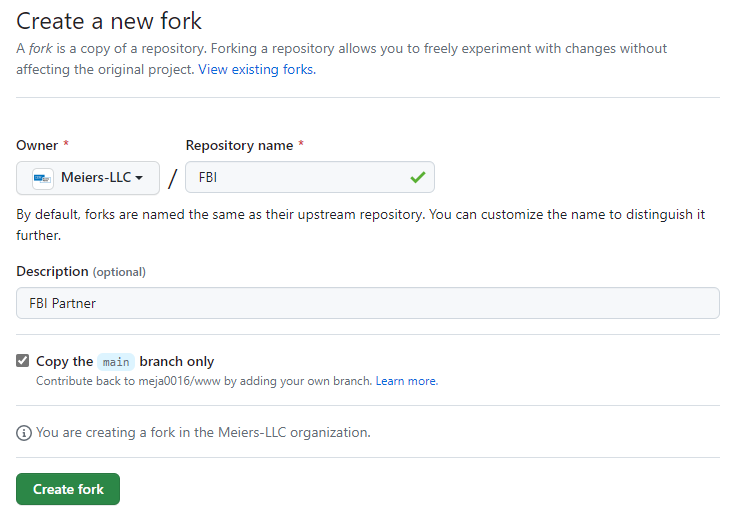 Create a new fork
A fork is a copy of a repository. Forking a repository allows you to freely experiment with changes without
affecting the original project. View existing forks.
Owner * Repository name *
Meiers-LLC / FBI
By default, forks are named the same as their upstream repository. You can customize the name to distinguish it
further.
Description (optional)
FBI Partner
Copy the main branch only
Contribute back to meja0016/www by adding your own branch. Learn more.
You are creating a fork in the Meiers-LLC organization.
Create fork